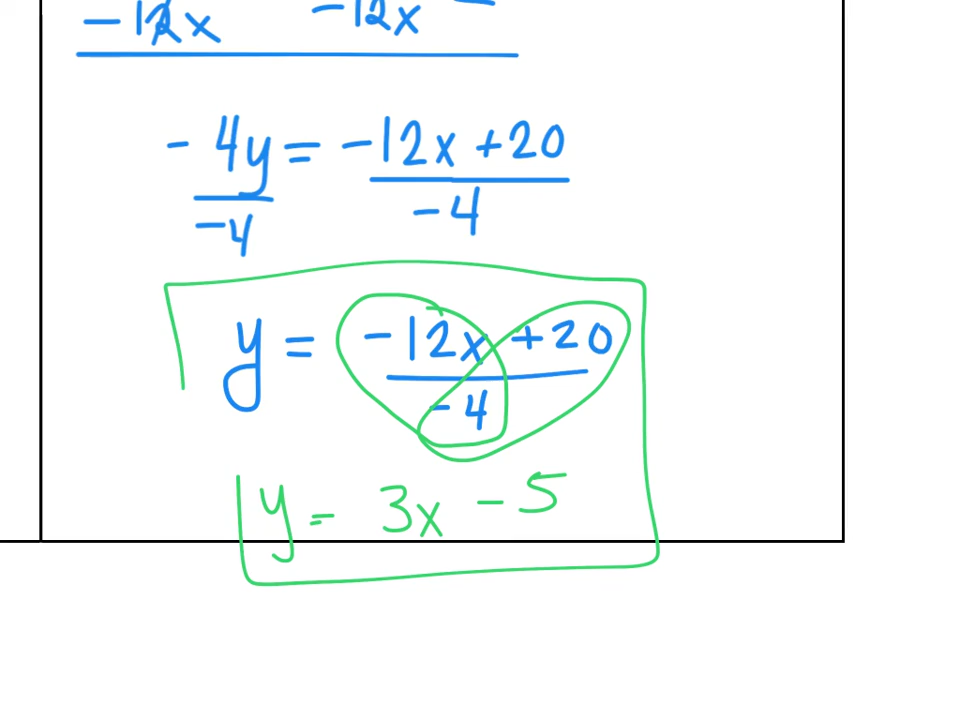 -12x -12x
-4y = -12x +20
-4 -4
y = -12x +20
-4
y = 3x -5